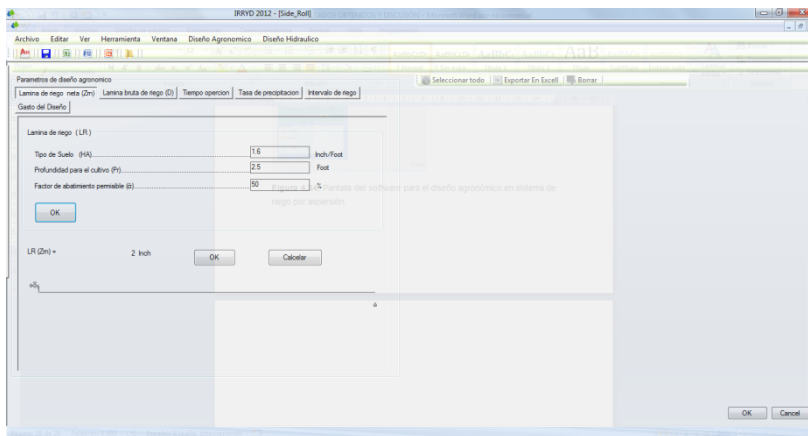 IRRYD 2012 - [Side_Roll]
Archivo Editar Ver Herramienta Ventana Diseño Agronomico Diseño Hidraulico
Seleccionar todo Exportar En Excell Borrar
Parametros de diseño agronomico
Lamina de riego neta (Zm) Lamina bruta de riego (D) Tiempo opercion Tasa de precipitacion Intervalo de riego
Gasto del Diseño
Lamina de riego ( LR )
Tipo de Suelo (HA) 1.6 Inch/Foot
Profundidad para el cultivo (Pr) 2.5 Foot
Factor de abatimiento permisible 50 %
Pantalla del software para el diseño agronómico en sistema de
riego por aspersión
OK
LR (Zm) = 2 Inch OK Calcelar
OK Cancel